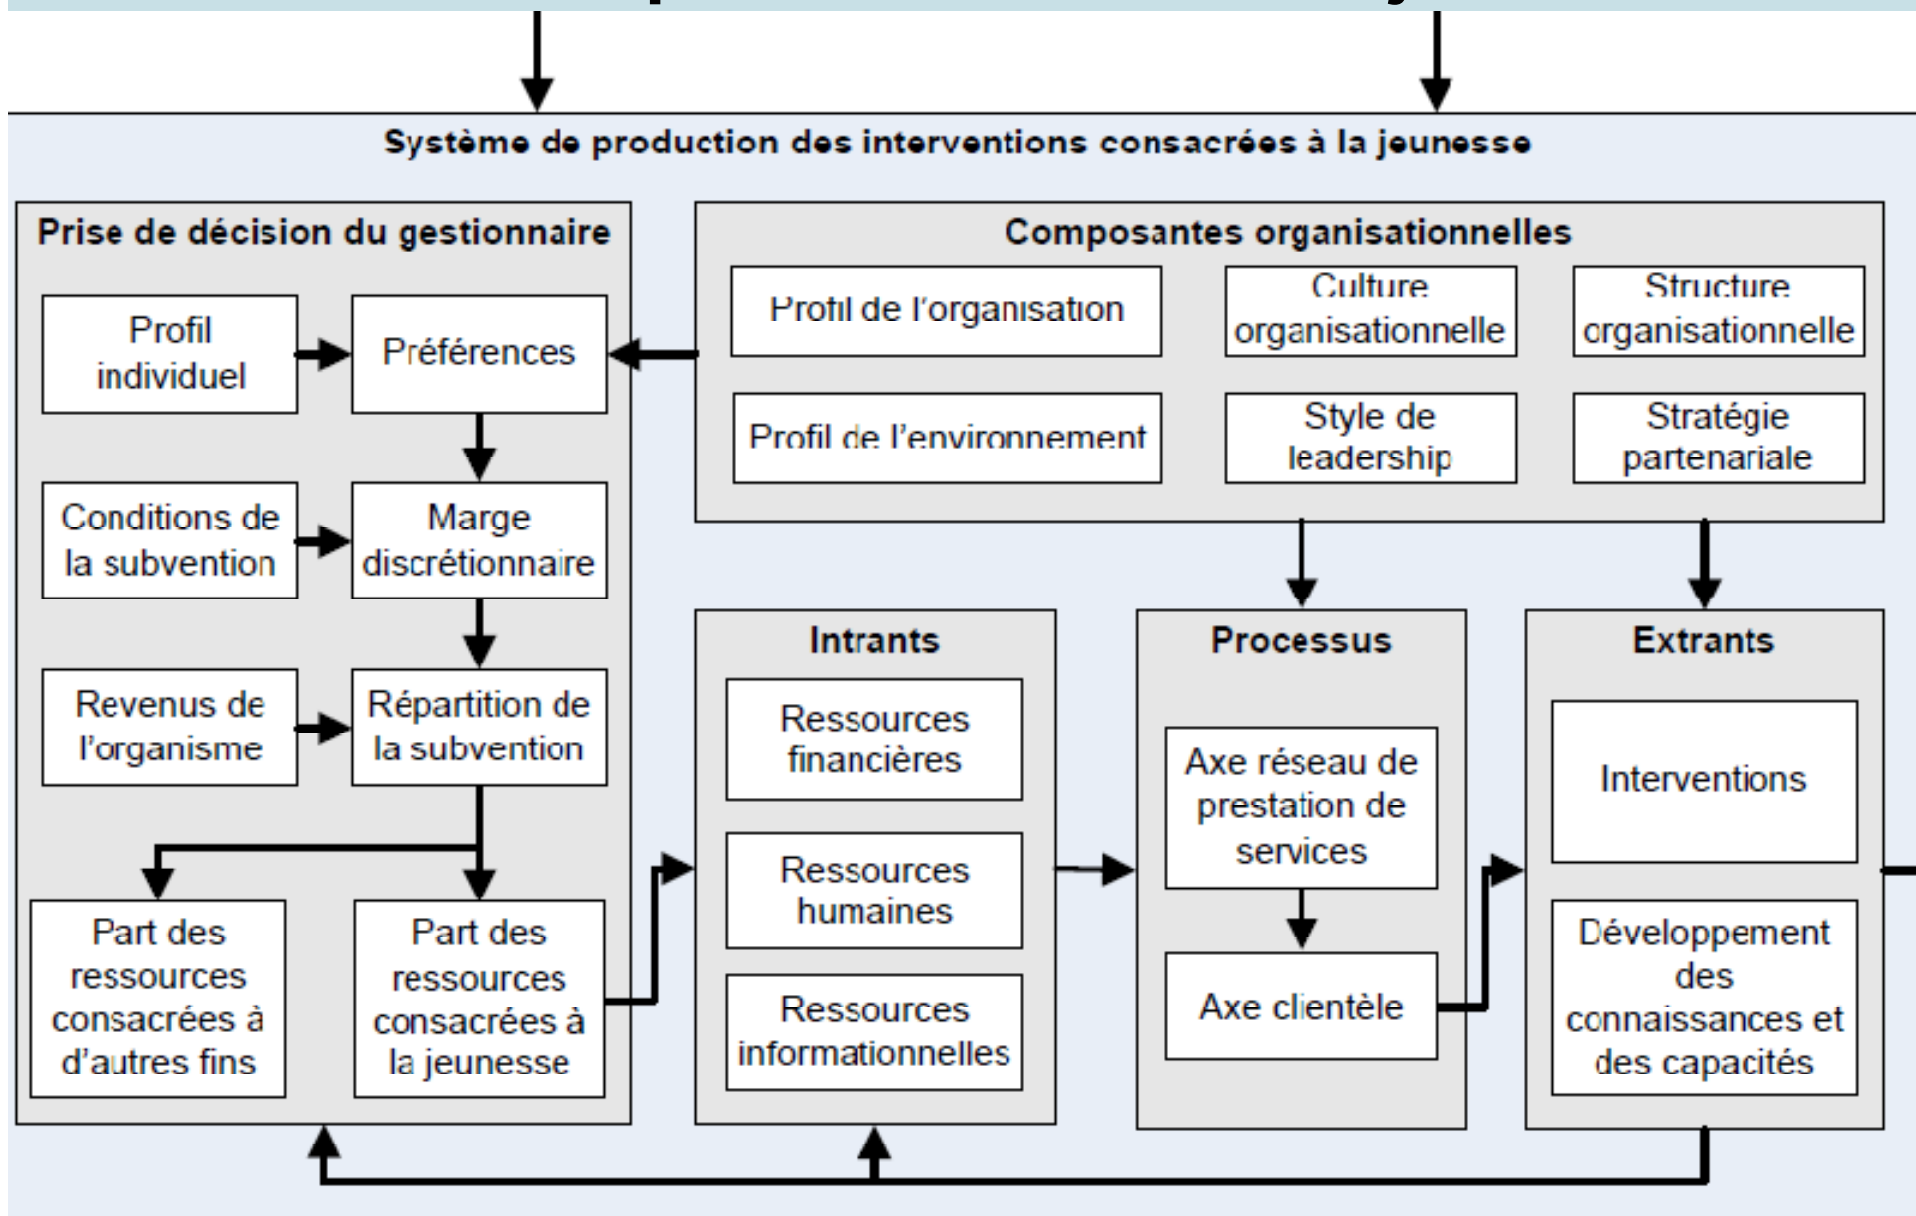 Système de production des interventions consacrées à la jeunesse
Prise de décision du gestionnaire
Profil
individuel
Préférences
Conditions de
la subvention
Marge
discrétionnaire
Revenus de
l'organisme
Répartition de
la subvention
Part des
ressources
consacrées à
d'autres fins
Part des
ressources
consacrées à
la jeunesse
Composantes organisationnelles
Profil de l'organisation
Culture
organisationnelle
Structure
organisationnelle
Profil de l'environnement
Style de
leadership
Stratégie
partenariale
Intrants
Ressources
financières
Ressources
humaines
Ressources
informationnelles
Processus
Axe réseau de
prestation de
services
Axe clientèle
Extrants
Interventions
Développement
des
connaissances et
des capacités